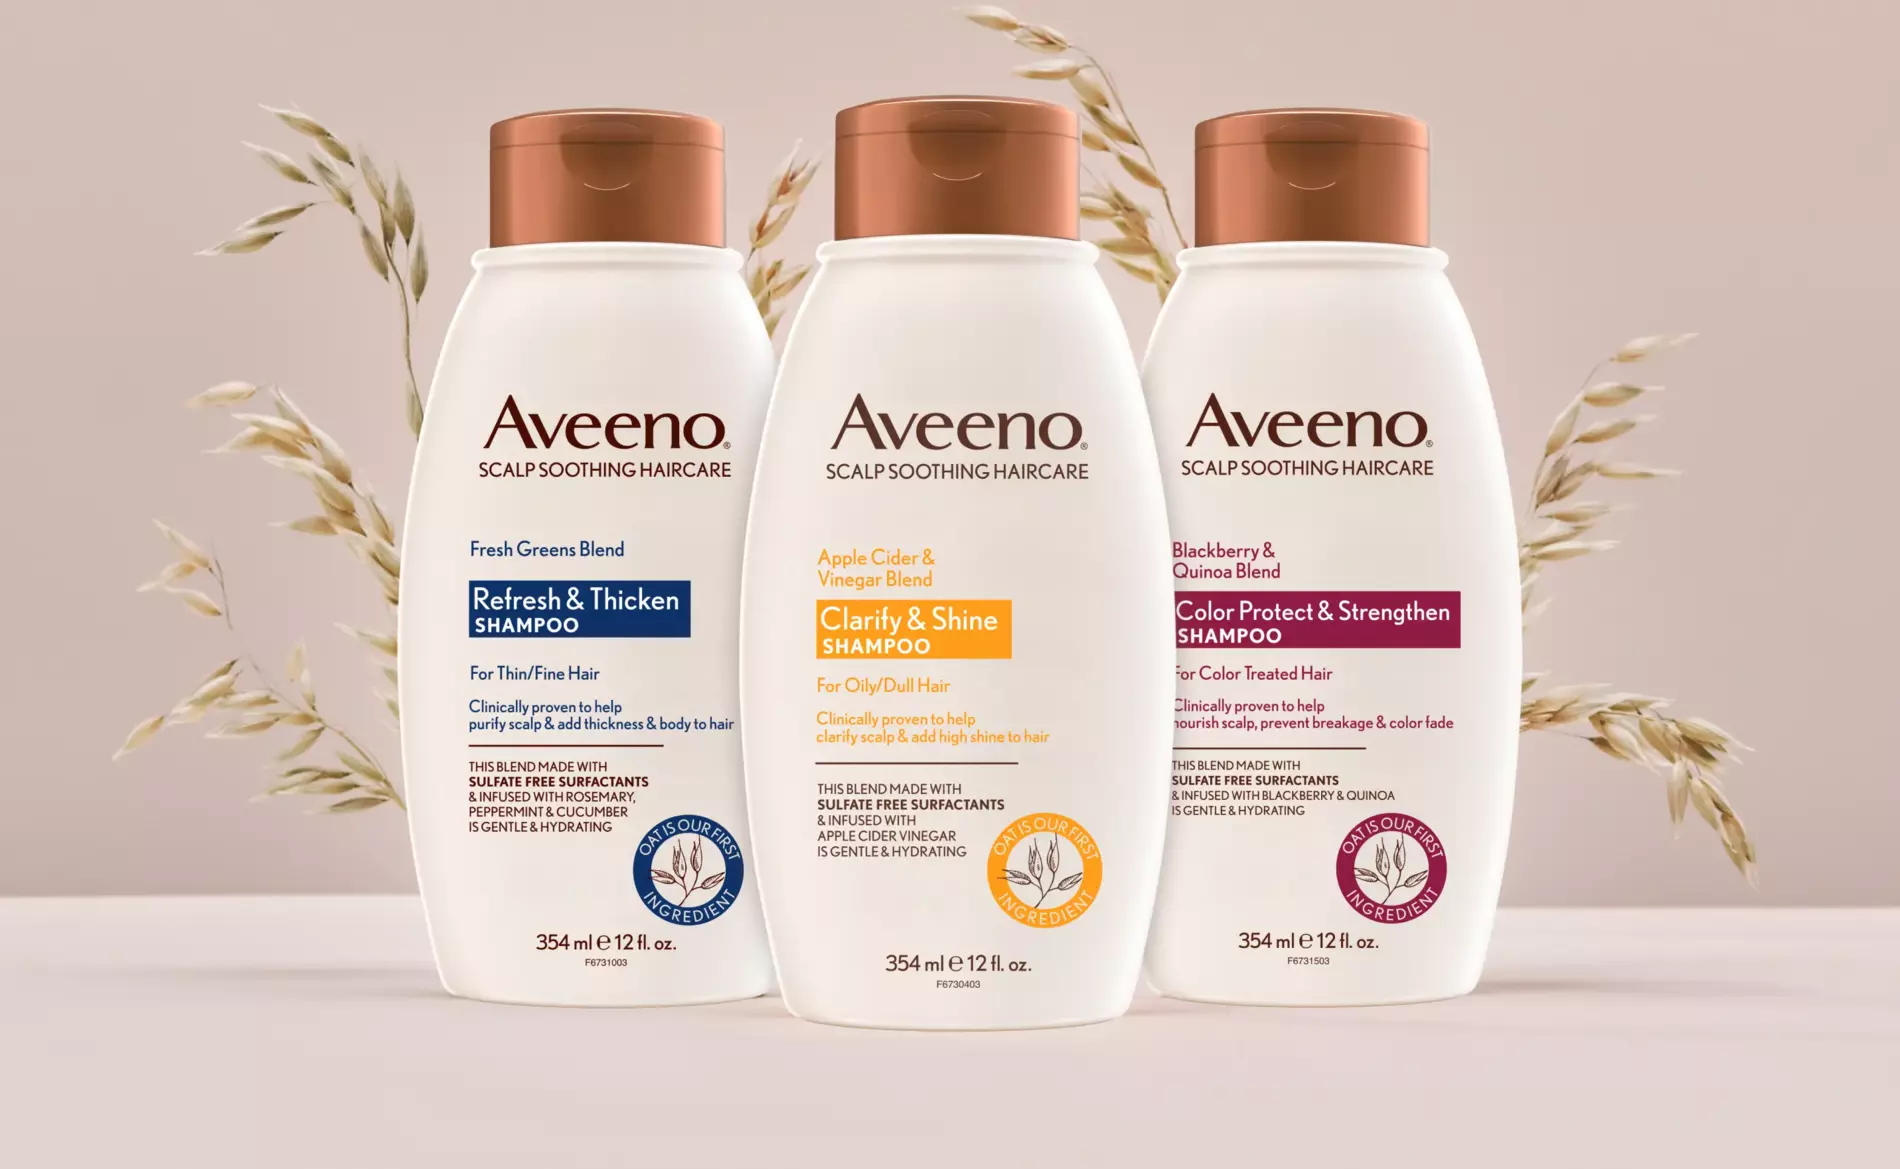 Aveeno®
SCALP SOOTHING HAIRCARE
Fresh Greens Blend
Refresh & Thicken
SHAMPOO
For Thin/Fine Hair
Clinically proven to help
purify scalp & add thickness & body to hair
THIS BLEND MADE WITH
SULFATE FREE SURFACTANTS
& INFUSED WITH ROSEMARY,
PEPPERMINT & CUCUMBER
IS GENTLE & HYDRATING
OAT IS OUR FIRST
INGREDIENT
354 ml ℮ 12 fl. oz.
F6731003
Aveeno®
SCALP SOOTHING HAIRCARE
Apple Cider &
Vinegar Blend
Clarify & Shine
SHAMPOO
For Oily/Dull Hair
Clinically proven to help
clarify scalp & add high shine to hair
THIS BLEND MADE WITH
SULFATE FREE SURFACTANTS
& INFUSED WITH
APPLE CIDER VINEGAR
IS GENTLE & HYDRATING
OAT IS OUR FIRST
INGREDIENT
354 ml ℮ 12 fl. oz.
F6730403
Aveeno®
SCALP SOOTHING HAIRCARE
Blackberry &
Quinoa Blend
Color Protect & Strengthen
SHAMPOO
For Color Treated Hair
Clinically proven to help
nourish scalp, prevent breakage & color fade
THIS BLEND MADE WITH
SULFATE FREE SURFACTANTS
& INFUSED WITH BLACKBERRY & QUINOA
IS GENTLE & HYDRATING
OAT IS OUR FIRST
INGREDIENT
354 ml ℮ 12 fl. oz.
F6731503